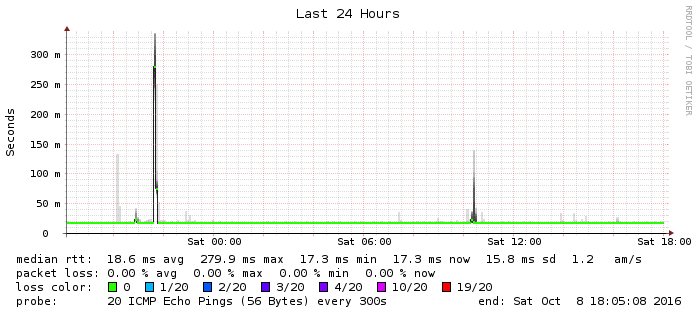 Last 24 Hours
RRDTOOL / TOBI OETIKER
Seconds
300 m
250 m
200 m
150 m
100 m
50 m
0
Sat 00:00 Sat 06:00 Sat 12:00 Sat 18:00
median rtt: 18.6 ms avg 279.9 ms max 17.3 ms min 17.3 ms now 15.8 ms sd 1.2 am/s
packet loss: 0.00 % avg 0.00 % max 0.00 % min 0.00 % now
loss color: 0 1/20 2/20 3/20 4/20 10/20 19/20
probe: 20 ICMP Echo Pings (56 Bytes) every 300s end: Sat Oct 8 18:05:08 2016